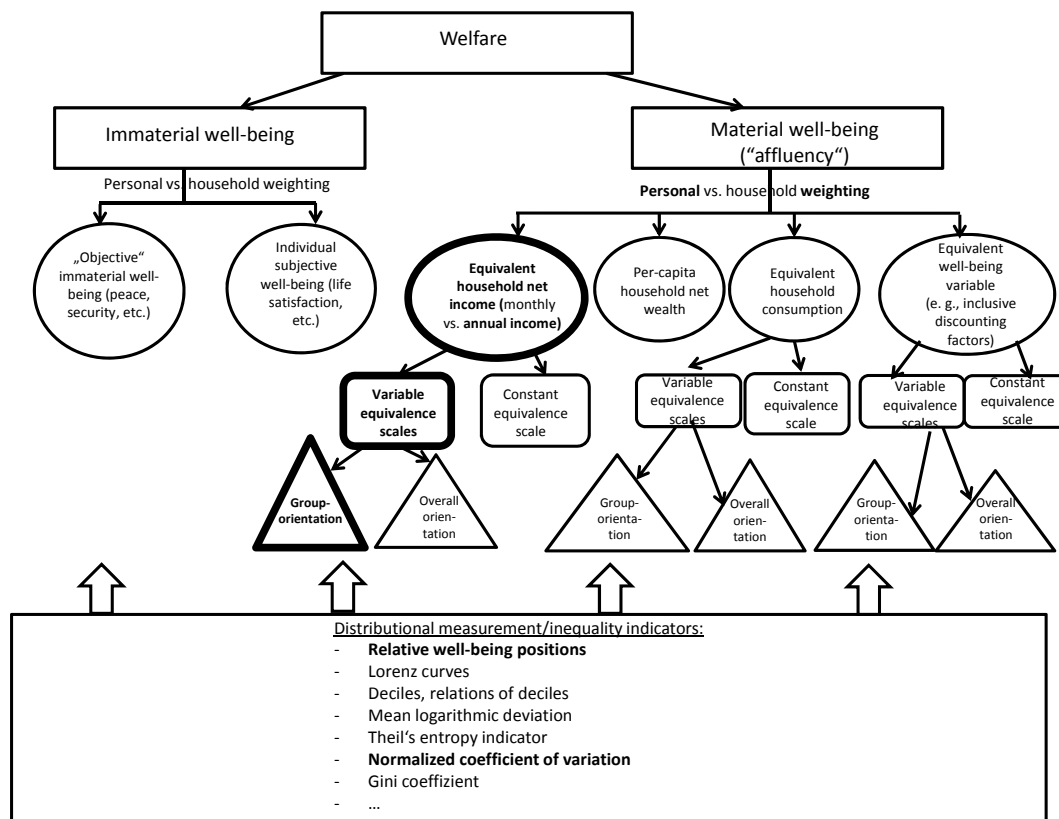 Welfare
Immaterial well-being
Material well-being
(“affluency“)
Personal vs. household weighting
Personal vs. household weighting
„Objective“
immaterial well-
being (peace,
security, etc.)
Individual
subjective
well-being (life
satisfaction,
etc.)
Equivalent
household net
income (monthly
vs. annual income)
Per-capita
household net
wealth
Equivalent
household
consumption
Equivalent
well-being
variable
(e. g., inclusive
discounting
factors)
Variable
equivalence
scales
Constant
equivalence
scale
Variable
equivalence
scales
Constant
equivalence
scale
Variable
equivalence
scales
Constant
equivalence
scale
Group-
orientation
Overall
orien-
tation
Group-
orienta-
tion
Overall
orien-
tation
Group-
orienta-
tion
Overall
orien-
tation
Distributional measurement/inequality indicators:
- Relative well-being positions
- Lorenz curves
- Deciles, relations of deciles
- Mean logarithmic deviation
- Theil‘s entropy indicator
- Normalized coefficient of variation
- Gini coeffizient
- …